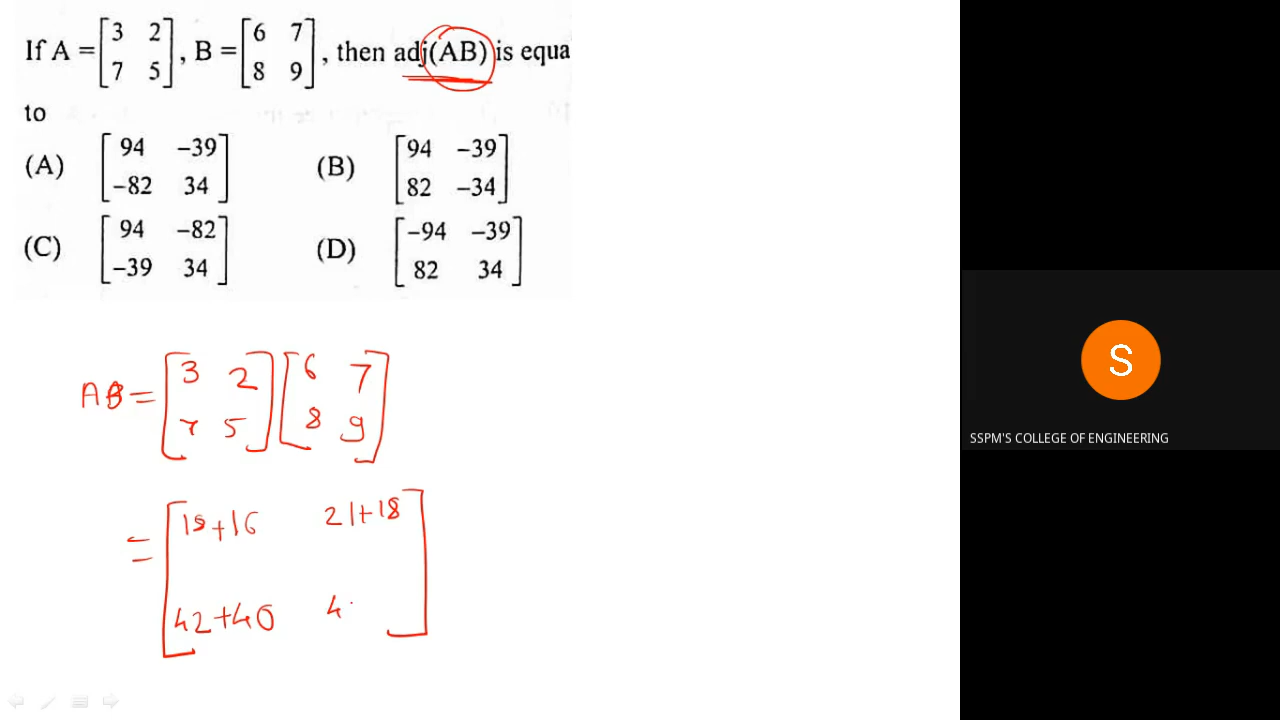 If A = [3 2 7 5], B = [6 7 8 9], then adj(AB) is equa
to
(A) [94 −39 −82 34] (B) [94 −39 82 −34]
(C) [94 −82 −39 34] (D) [−94 −39 82 34]
AB = [3 2 7 5] [6 7 8 9]
= [18+16 21+18
42+40 4]
S
SSPM'S COLLEGE OF ENGINEERING